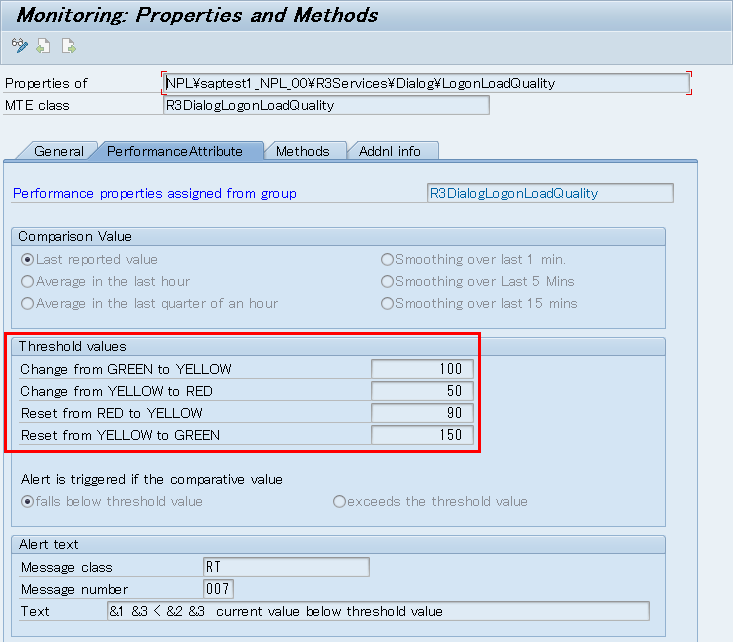 Monitoring: Properties and Methods
Properties of NPL¥saptest1_NPL_00¥R3Services¥Dialog¥LogonLoadQuality
MTE class R3DialogLogonLoadQuality
General PerformanceAttribute Methods Addnl info
Performance properties assigned from group R3DialogLogonLoadQuality
Comparison Value
Last reported value Smoothing over last 1 min.
Average in the last hour Smoothing over Last 5 Mins
Average in the last quarter of an hour Smoothing over last 15 mins
Threshold values
Change from GREEN to YELLOW 100
Change from YELLOW to RED 50
Reset from RED to YELLOW 90
Reset from YELLOW to GREEN 150
Alert is triggered if the comparative value
falls below threshold value exceeds the threshold value
Alert text
Message class RT
Message number 007
Text &1 &3 < &2 &3 current value below threshold value